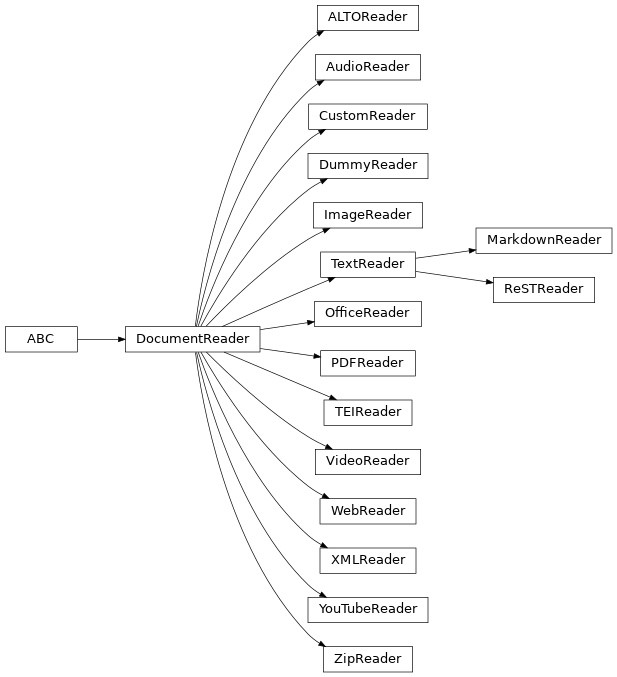 ALTOReader
AudioReader
CustomReader
DummyReader
ImageReader
TextReader
MarkdownReader
ReSTReader
OfficeReader
ABC
DocumentReader
PDFReader
TEIReader
VideoReader
WebReader
XMLReader
YouTubeReader
ZipReader